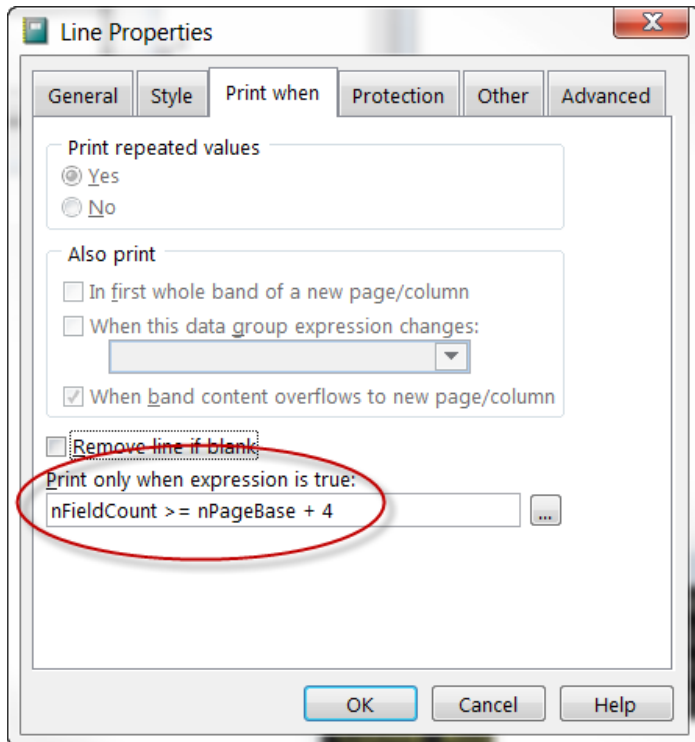 Line Properties
General Style Print when Protection Other Advanced
Print repeated values
Yes
No
Also print
In first whole band of a new page/column
When this data group expression changes:
When band content overflows to new page/column
Remove line if blank
Print only when expression is true:
nFieldCount >= nPageBase + 4
...
OK Cancel Help